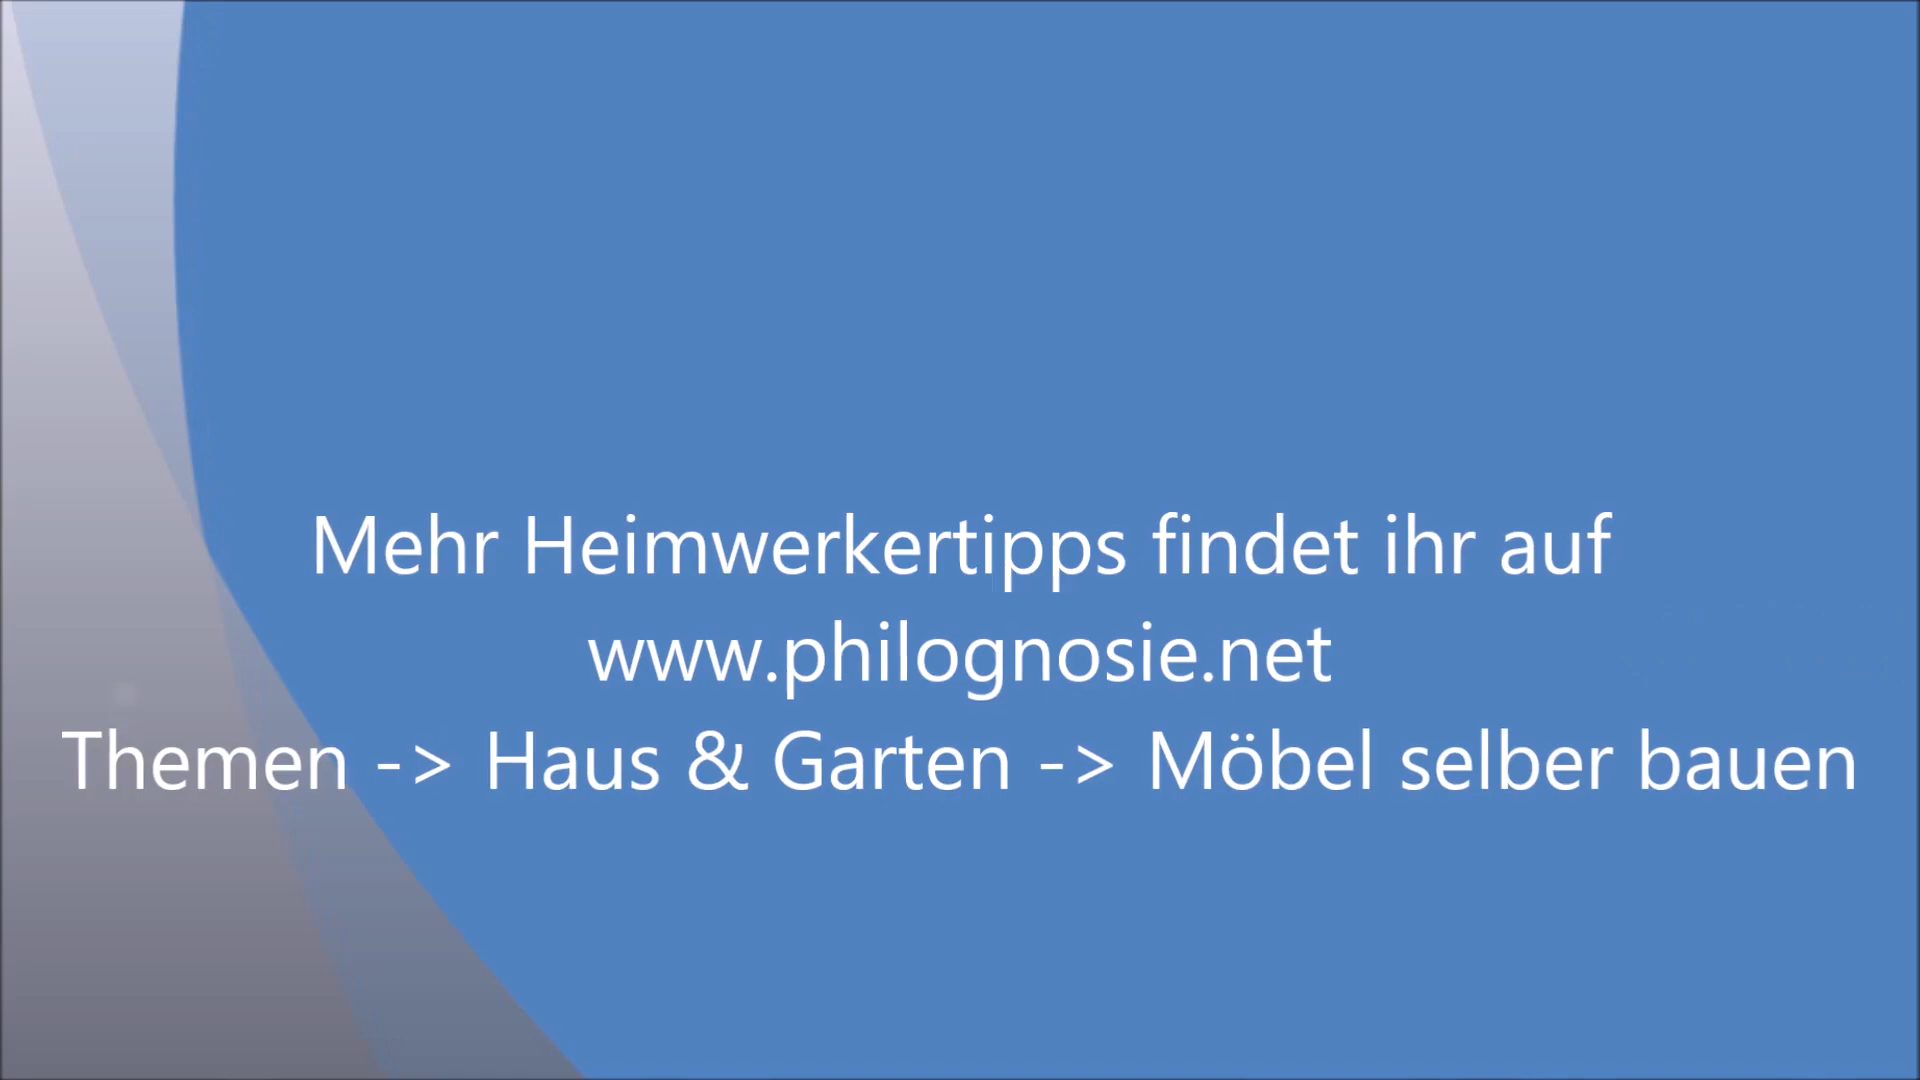 Mehr Heimwerkertipps findet ihr auf
www.philognosie.net
Themen -> Haus & Garten -> Möbel selber bauen